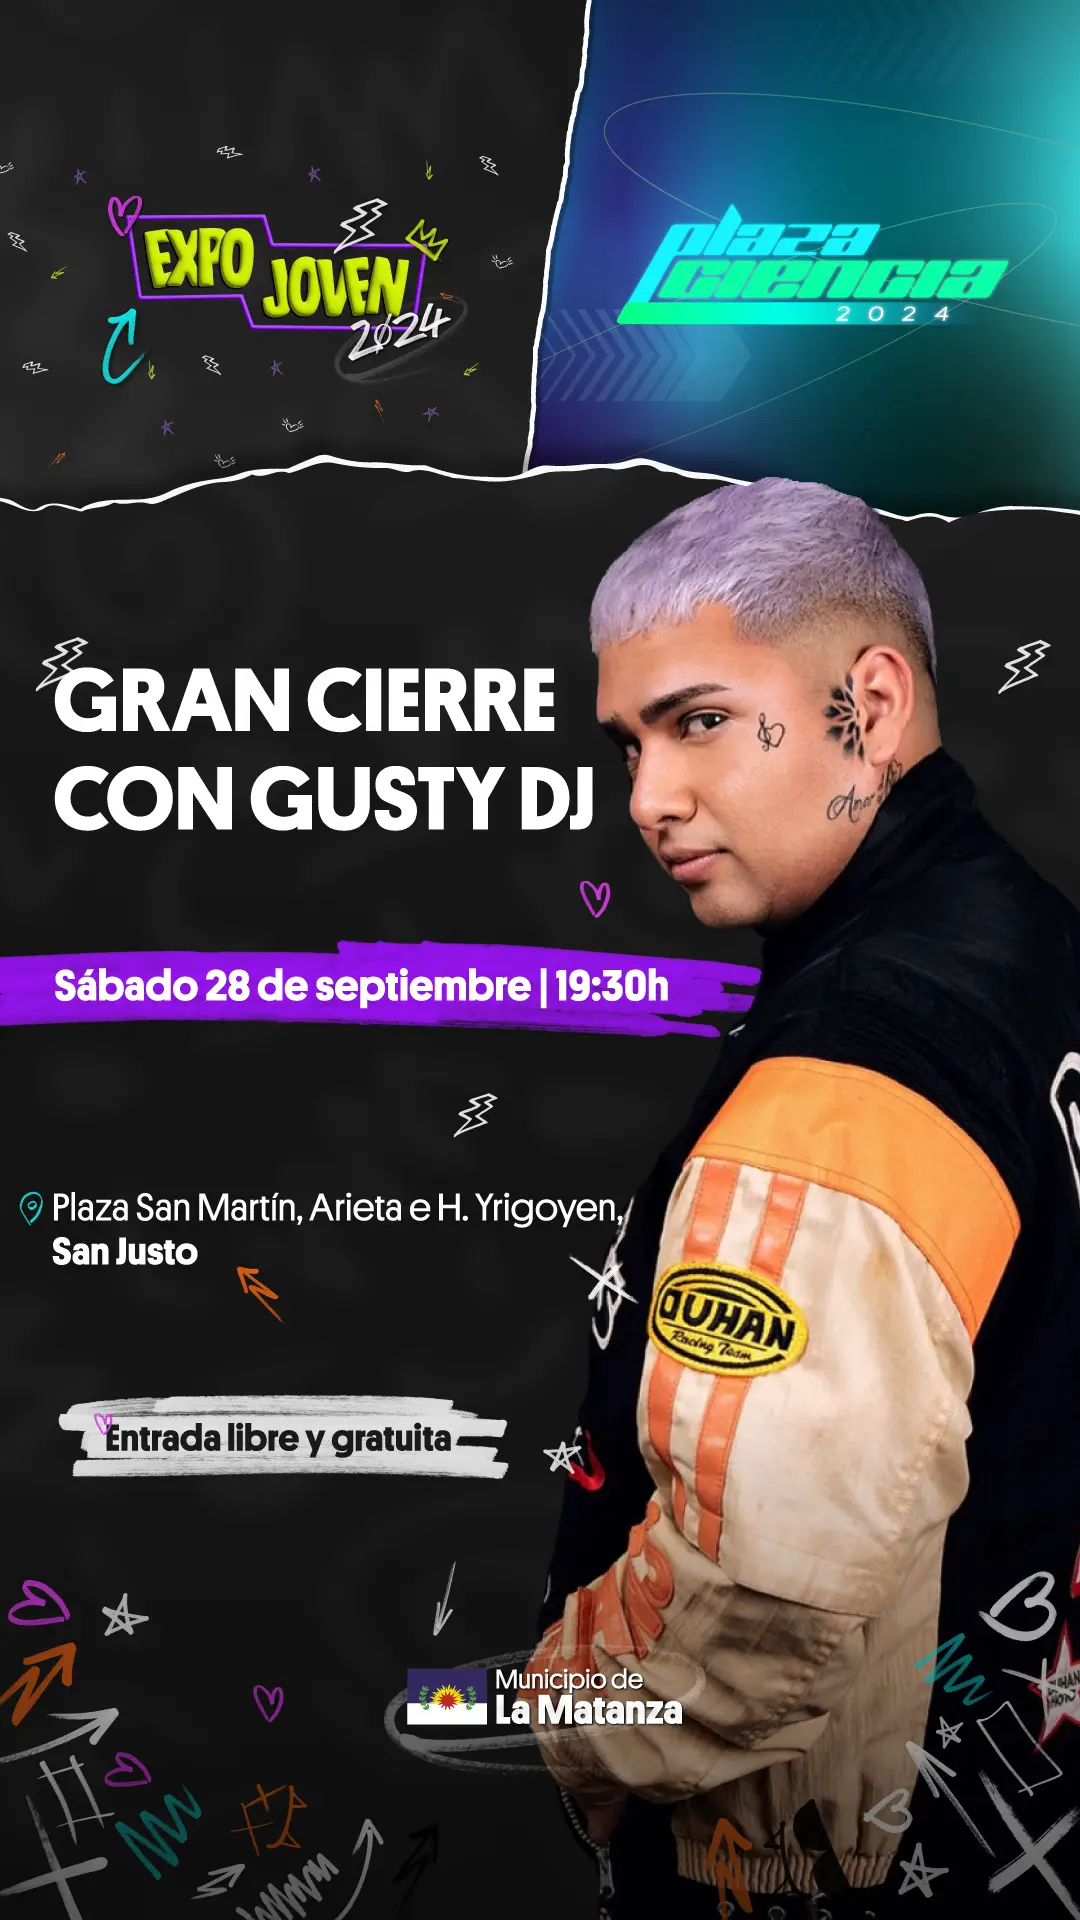 EXPO
JOVEN
2024
plaza
ciencia
2024
GRAN CIERRE
CON GUSTY DJ
Sábado 28 de septiembre | 19:30h
Plaza San Martín, Arieta e H. Yrigoyen,
San Justo
QUHAN
Racing Team
Entrada libre y gratuita
Municipio de
La Matanza